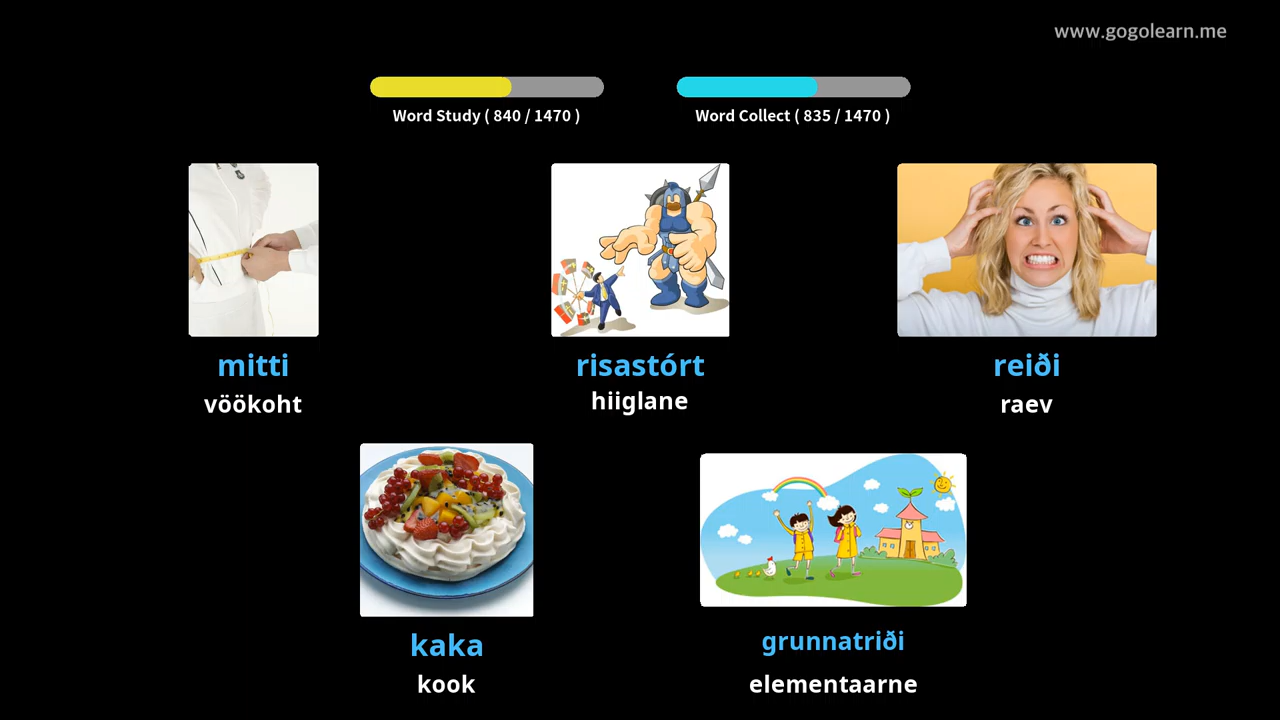 www.gogolearn.me
Word Study ( 840 / 1470 )
Word Collect ( 835 / 1470 )
mitti
vöökoht
risastórt
hiiglane
reiði
raev
kaka
kook
grunnatriði
elementaarne